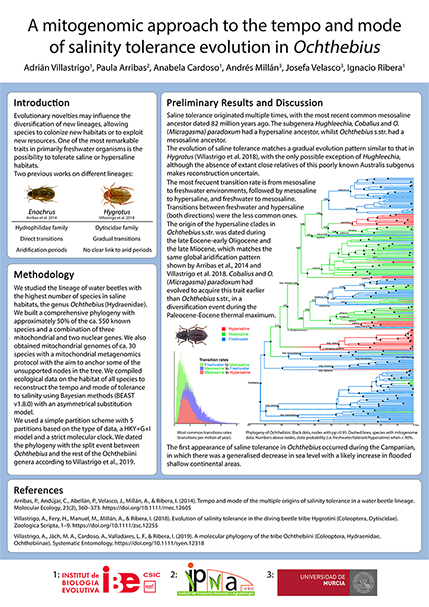 A mitogenomic approach to the tempo and mode
of salinity tolerance evolution in Ochthebius
Adrián Villastrigo¹, Paula Arribas², Anabela Cardoso¹, Andrés Millán³, Josefa Velasco³, Ignacio Ribera¹
Introduction
Evolutionary novelties may influence the
diversification of new lineages, allowing
species to colonize new habitats or to exploit
new resources. One of the most remarkable
traits in primarily freshwater organisms is the
possibility to tolerate saline or hypersaline
habitats.
Two previous works on different lineages:
Enochrus
Arribas et al. 2014
Hygrotus
Villastrigo et al. 2018
Hydrophilidae family
Dytiscidae family
Direct transitions
Gradual transitions
Aridification periods
No clear link to arid periods
Methodology
We studied the lineage of water beetles with
the highest number of species in saline
habitats, the genus Ochthebius (Hydraenidae).
We built a comprehensive phylogeny with
approximately 50% of the ca. 550 known
species and a combination of three
mitochondrial and two nuclear genes. We also
obtained mitochondrial genomes of ca. 30
species with a mitochondrial metagenomics
protocol with the aim to anchor some of the
unsupported nodes in the tree. We compiled
ecological data on the habitat of all species to
reconstruct the tempo and mode of tolerance
to salinity using Bayesian methods (BEAST
v1.8.0) with an asymmetrical substitution
model.
We used a simple partition scheme with 5
partitions based on the type of data, a HKY+G+I
model and a strict molecular clock. We dated
the phylogeny with the split event between
Ochthebius and the rest of the Ochthebiini
genera according to Villastrigo et al., 2019.
Preliminary Results and Discussion
Salinie tolerance originated multiple times, with the most recent common mesosaline
ancestor dated 82 million years ago. The subgenera Hughleechia, Cobalius and O.
(Micragasma) paradoxum had a hypersaline ancestor, whilst Ochthebius s.str. had a
mesosaline ancestor.
The evolution of saline tolerance matches a gradual evolution pattern similar to that in
Hygrotus (Villastrigo et al. 2018), with the only possible exception of Hughleechia,
although the absence of extant close relatives of this poorly known Australis subgenus
makes reconstruction uncertain.
The most frecuent transition rate is from mesosaline
to freshwater environments, followed by mesosaline
to hypersaline, and freshwater to mesosaline.
Transitions between freshwater and hypersaline
(both directions) were the less common ones.
The origin of the hypersaline clades in
Ochthebius s.str. was dated during
the late Eocene-early Oligocene and
the late Miocene, which matches the
same global aridification pattern
shown by Arribas et al., 2014 and
Villastrigo et al. 2018. Cobalius and O.
(Micragasma) paradoxum had
evolved to acquire this trait earlier
than Ochthebius s.str., in a
diversification event during the
Paleocene-Eocene thermal maximum.
Hypersaline
Mesosaline
Freshwater
Transition rates
Freshwater to Mesosaline
Mesosaline to Freshwater
Mesosaline to Hypersaline
Most common transition rates
(transitions per million of year).
Phylogeny of Ochthebiini. Black dots, nodes with pp>0.95. Dashed lines, species with mitogenome
data. Numbers above nodes, state probability (i.e. freshwater/tolerant/hypersaline) when < 90%.
The first appearance of saline tolerance in Ochthebius occurred during the Campanian,
in which there was a generalised decrease in sea level with a likely increase in flooded
shallow continental areas.
References
Arribas, P., Andújar, C., Abellán, P., Velasco, J., Millán, A., & Ribera, I. (2014). Tempo and mode of the multiple origins of salinity tolerance in a water beetle lineage.
Molecular Ecology, 23(2), 360–373. https://doi.org/10.1111/mec.12605
Villastrigo, A., Fery, H., Manuel, M., Millán, A., & Ribera, I. (2018). Evolution of salinity tolerance in the diving beetle tribe Hygrotini (Coleoptera, Dytiscidae).
Zoologica Scripta, 1–9. https://doi.org/10.1111/zsc.12255
Villastrigo, A., Jäch, M. A., Cardoso, A., Valladares, L. F., & Ribera, I. (2019). A molecular phylogeny of the tribe Ochthebiini (Coleoptera, Hydraenidae,
Ochthebiinae). Systematic Entomology. https://doi.org/10.1111/syen.12318
1: INSTITUT DE BIOLOGIA EVOLUTIVA ibe CSIC upf.
2: ipna CSIC
3: UNIVERSIDAD DE MURCIA